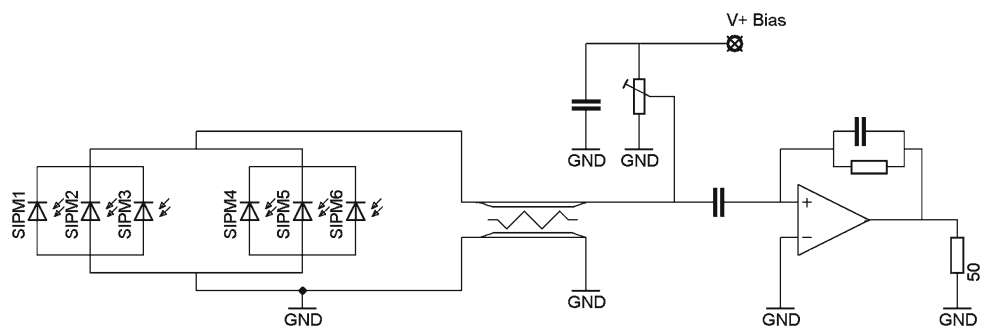 V+ Bias
GND
GND
SIPM1
SIPM2
SIPM3
SIPM4
SIPM5
SIPM6
+
−
50
GND
GND
GND
GND